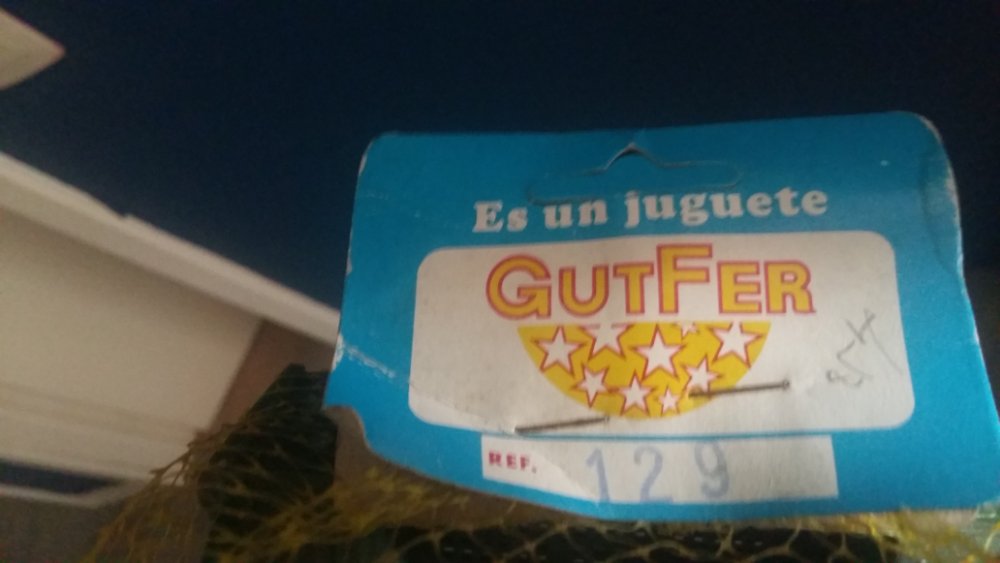 Es un juguete
GUTFER
REF. 129